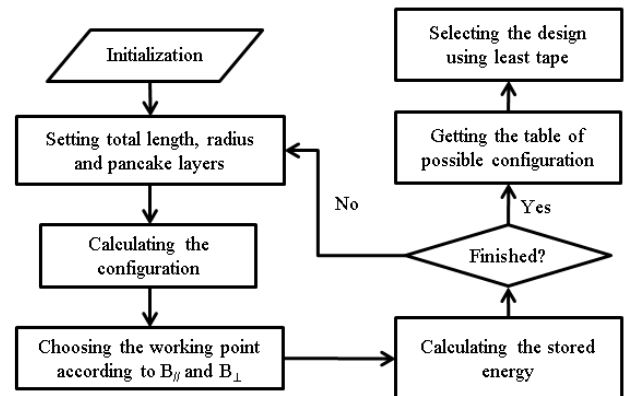 Initialization
Setting total length, radius
and pancake layers
Calculating the
configuration
Choosing the working point
according to B// and B⊥
Calculating the stored
energy
Finished?
No
Yes
Getting the table of
possible configuration
Selecting the design
using least tape